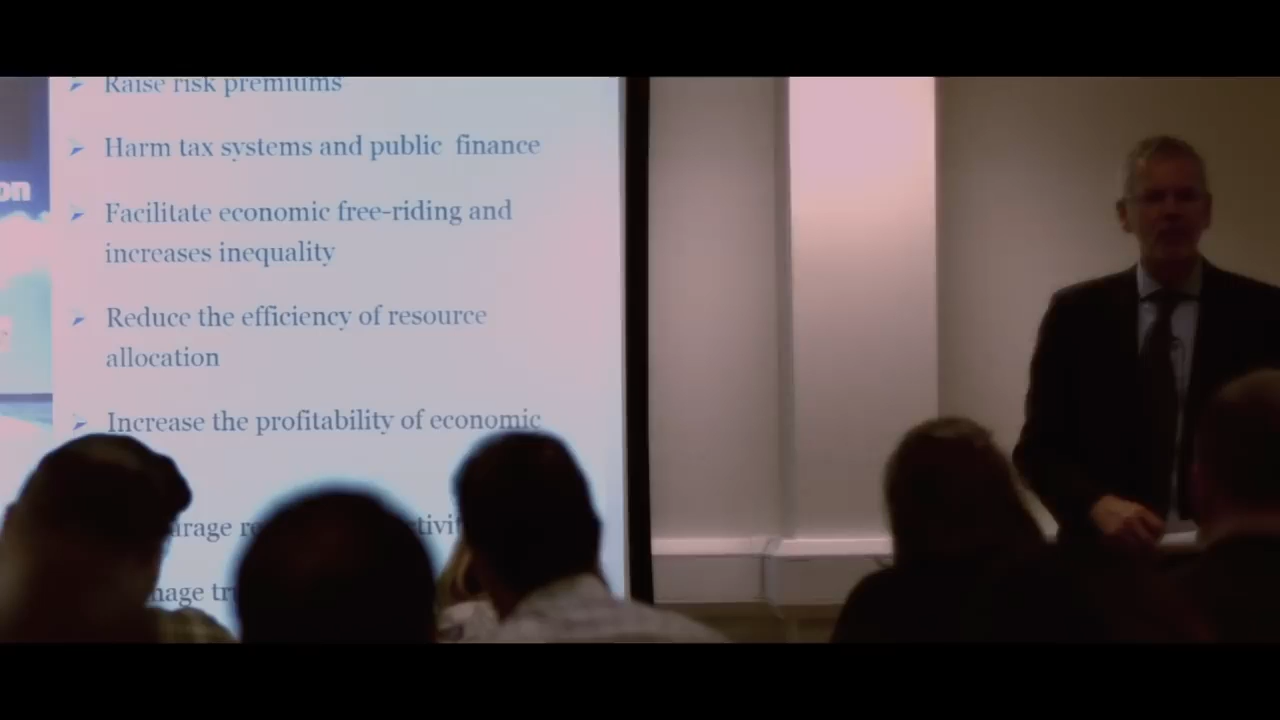 on
Raise risk premiums
Harm tax systems and public finance
Facilitate economic free-riding and
increases inequality
Reduce the efficiency of resource
allocation
Increase the profitability of economic